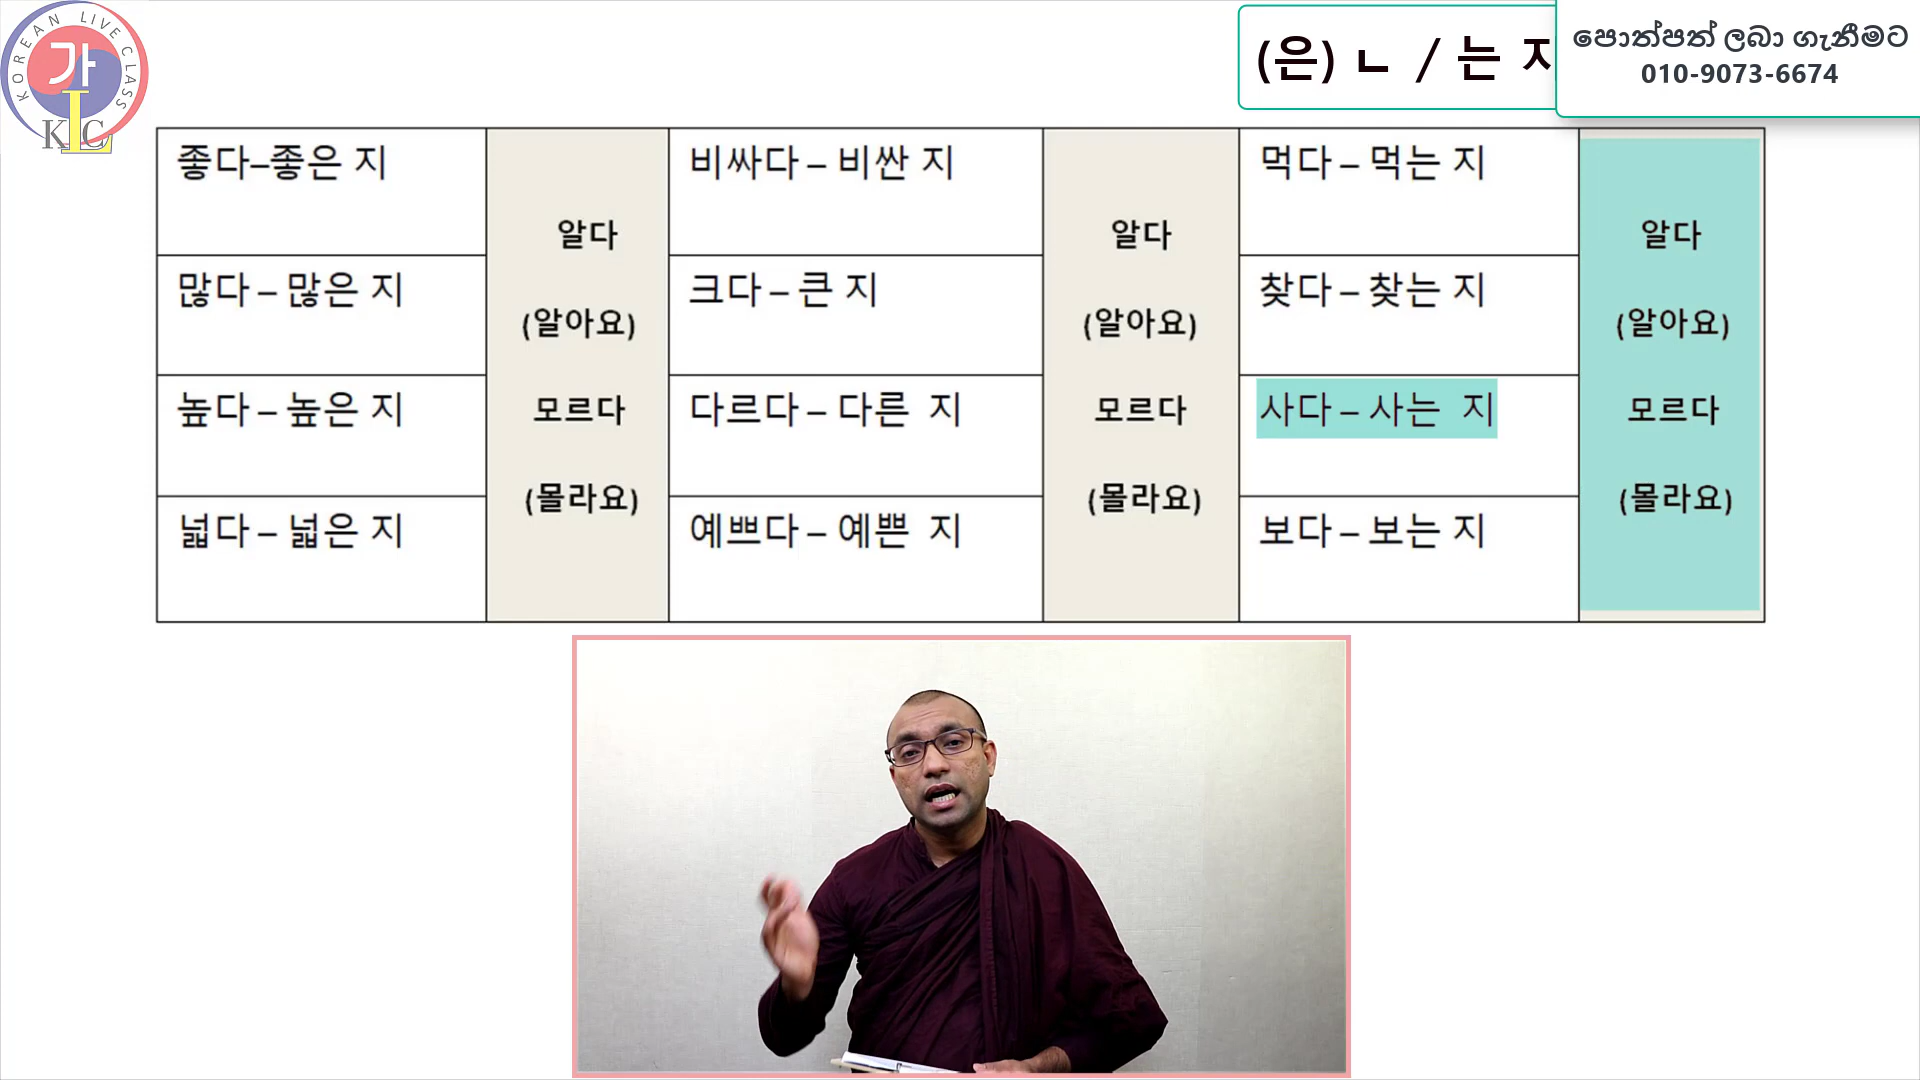 KOREAN LIVE CLASS
가
KLC
(은) ㄴ / 는 지
පොත්පත් ලබා ගැනීමට
010-9073-6674
좋다–좋은 지
비싸다 – 비싼 지
먹다 – 먹는 지
알다
알다
알다
많다 – 많은 지
크다 – 큰 지
찾다 – 찾는 지
(알아요)
(알아요)
(알아요)
높다 – 높은 지
모르다
다르다 – 다른 지
모르다
사다 – 사는 지
모르다
(몰라요)
(몰라요)
(몰라요)
넓다 – 넓은 지
예쁘다 – 예쁜 지
보다 – 보는 지